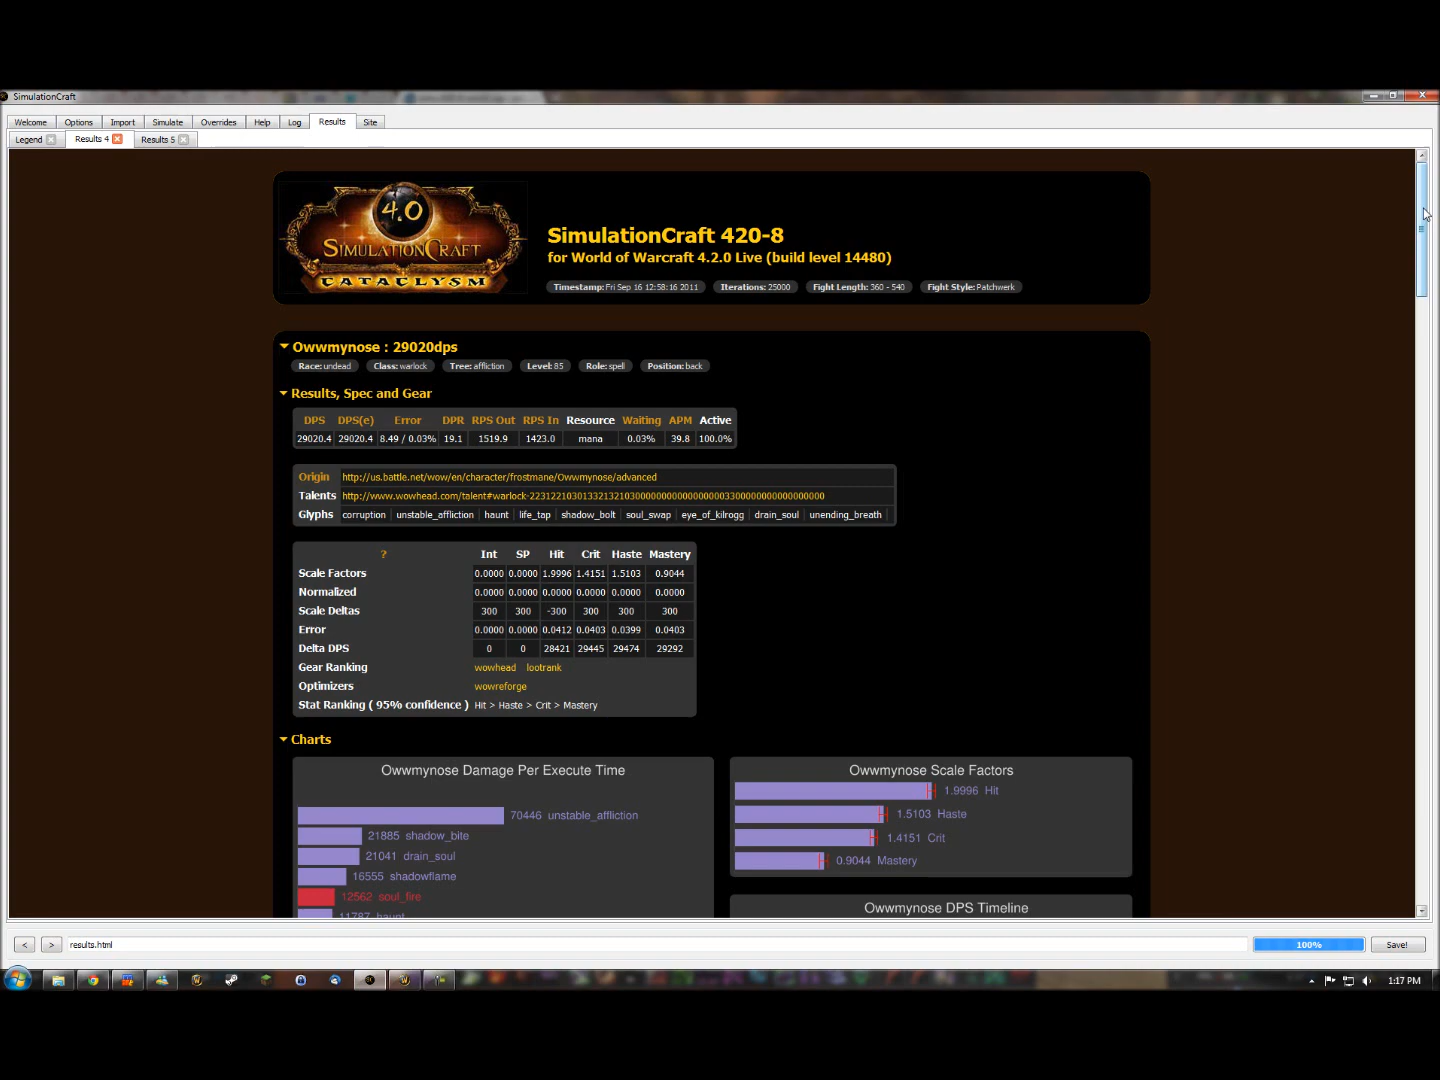 SimulationCraft
Welcome Options Import Simulate Overrides Help Log Results Site
Legend Results 4 Results 5
4.0
SIMULATIONCRAFT
CATACLYSM
SimulationCraft 420-8
for World of Warcraft 4.2.0 Live (build level 14480)
Timestamp: Fri Sep 16 12:58:16 2011 Iterations: 25000 Fight Length: 360 - 540 Fight Style: Patchwerk
Owwmynose : 29020dps
Race: undead Class: warlock Tree: affliction Level: 85 Role: spell Position: back
Results, Spec and Gear
DPS DPS(e) Error DPR RPS Out RPS In Resource Waiting APM Active
29020.4 29020.4 8.49 / 0.03% 19.1 1519.9 1423.0 mana 0.03% 39.8 100.0%
Origin http://us.battle.net/wow/en/character/frostmane/Owwmynose/advanced
Talents
Glyphs corruption unstable_affliction haunt life_tap shadow_bolt soul_swap eye_of_kilrogg drain_soul unending_breath
? Int SP Hit Crit Haste Mastery
Scale Factors 0.0000 0.0000 1.9996 1.4151 1.5103 0.9044
Normalized 0.0000 0.0000 0.0000 0.0000 0.0000 0.0000
Scale Deltas 300 300 -300 300 300 300
Error 0.0000 0.0000 0.0412 0.0403 0.0399 0.0403
Delta DPS 0 0 28421 29445 29474 29292
Gear Ranking wowhead lootrank
Optimizers wowreforge
Stat Ranking ( 95% confidence ) Hit > Haste > Crit > Mastery
Charts
Owwmynose Damage Per Execute Time
70446 unstable_affliction
21885 shadow_bite
21041 drain_soul
16555 shadowflame
12562 soul_fire
11787 haunt
Owwmynose Scale Factors
1.9996 Hit
1.5103 Haste
1.4151 Crit
0.9044 Mastery
Owwmynose DPS Timeline
< > results.html 100% Save!
1:17 PM